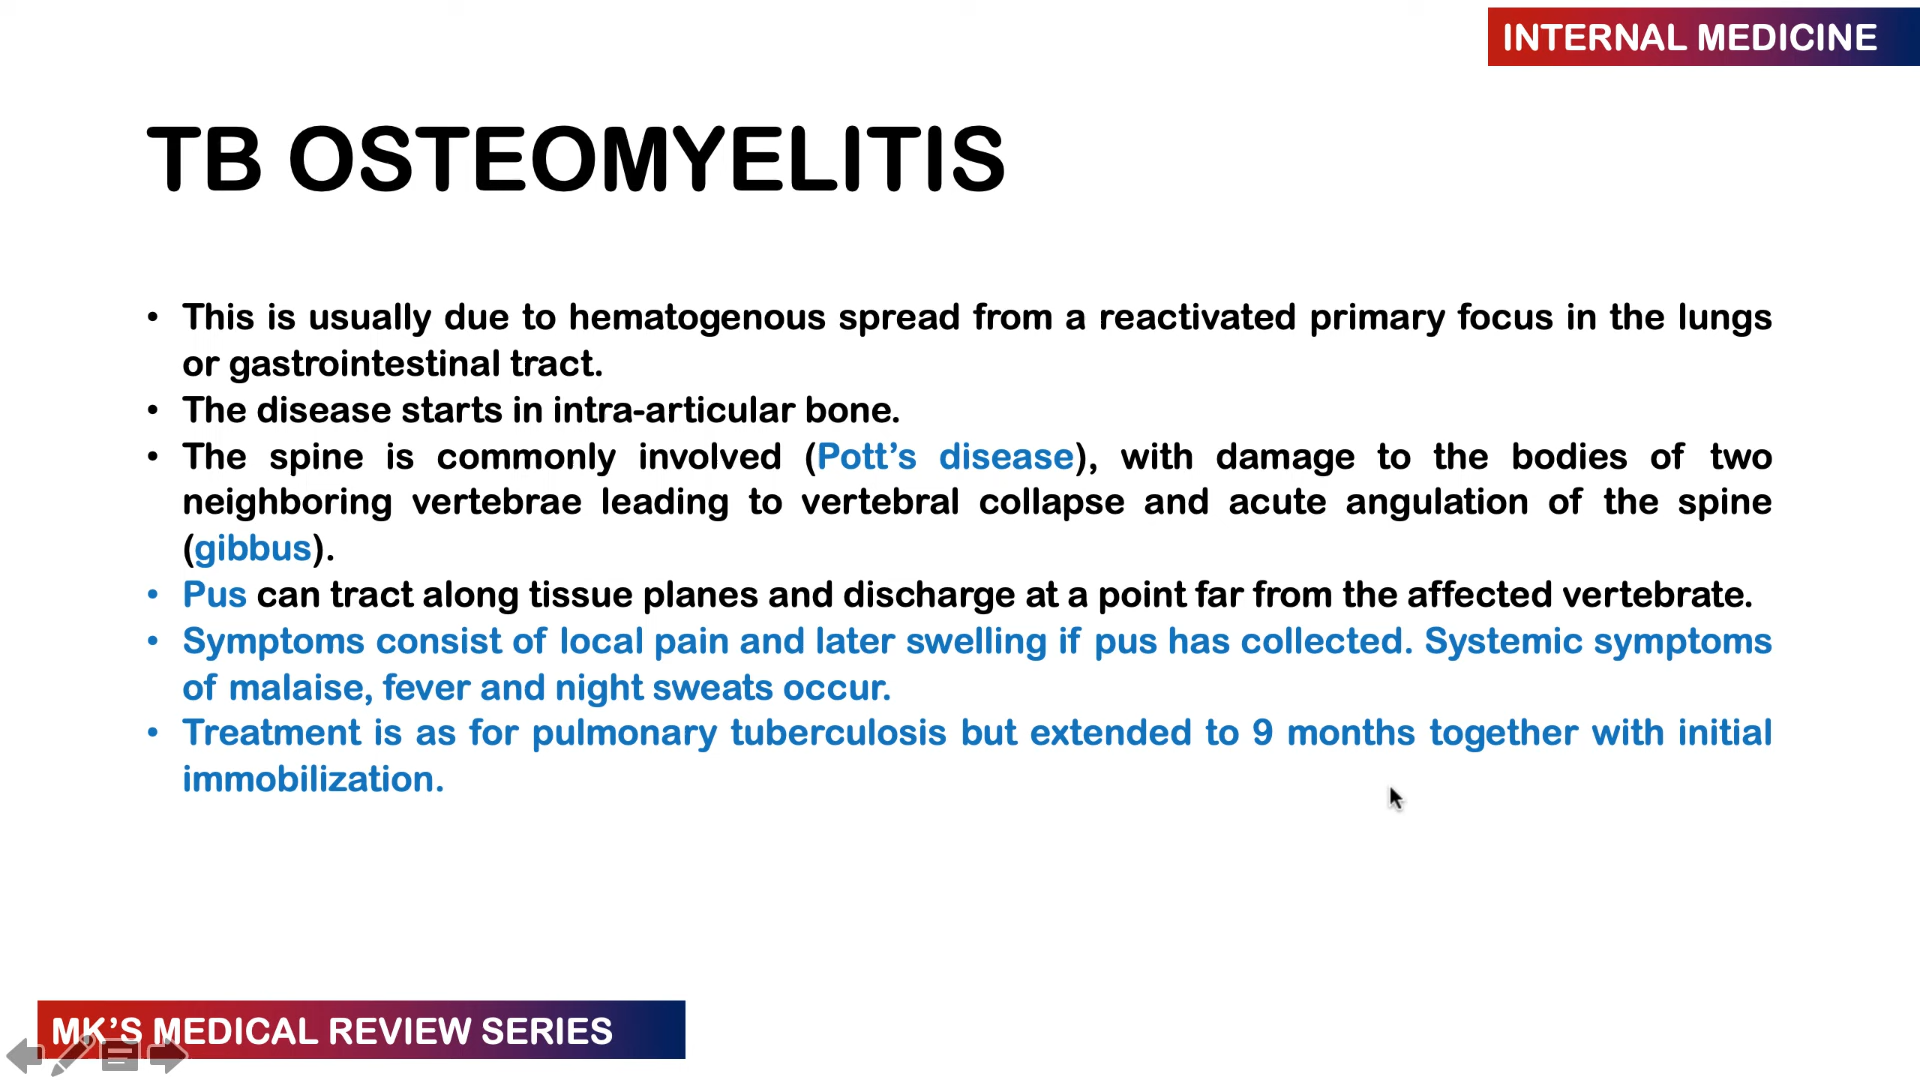 INTERNAL MEDICINE
TB OSTEOMYELITIS
• This is usually due to hematogenous spread from a reactivated primary focus in the lungs
or gastrointestinal tract.
• The disease starts in intra-articular bone.
• The spine is commonly involved (Pott’s disease), with damage to the bodies of two
neighboring vertebrae leading to vertebral collapse and acute angulation of the spine
(gibbus).
• Pus can tract along tissue planes and discharge at a point far from the affected vertebrate.
• Symptoms consist of local pain and later swelling if pus has collected. Systemic symptoms
of malaise, fever and night sweats occur.
• Treatment is as for pulmonary tuberculosis but extended to 9 months together with initial
immobilization.
MK’S MEDICAL REVIEW SERIES